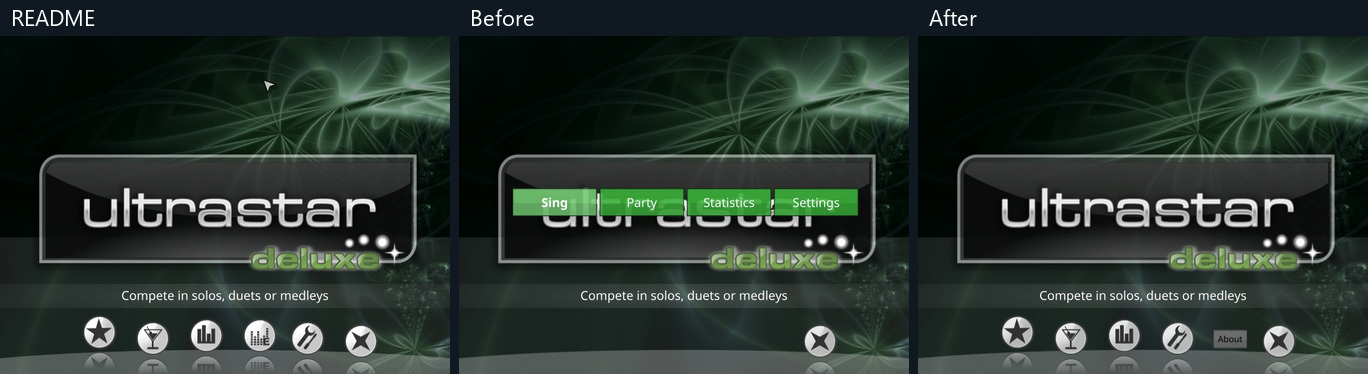 README
Before
After
ultrastar
deluxe
Compete in solos, duets or medleys
Sing
Party
Statistics
Settings
ultrastar
deluxe
Compete in solos, duets or medleys
ultrastar
deluxe
Compete in solos, duets or medleys
About